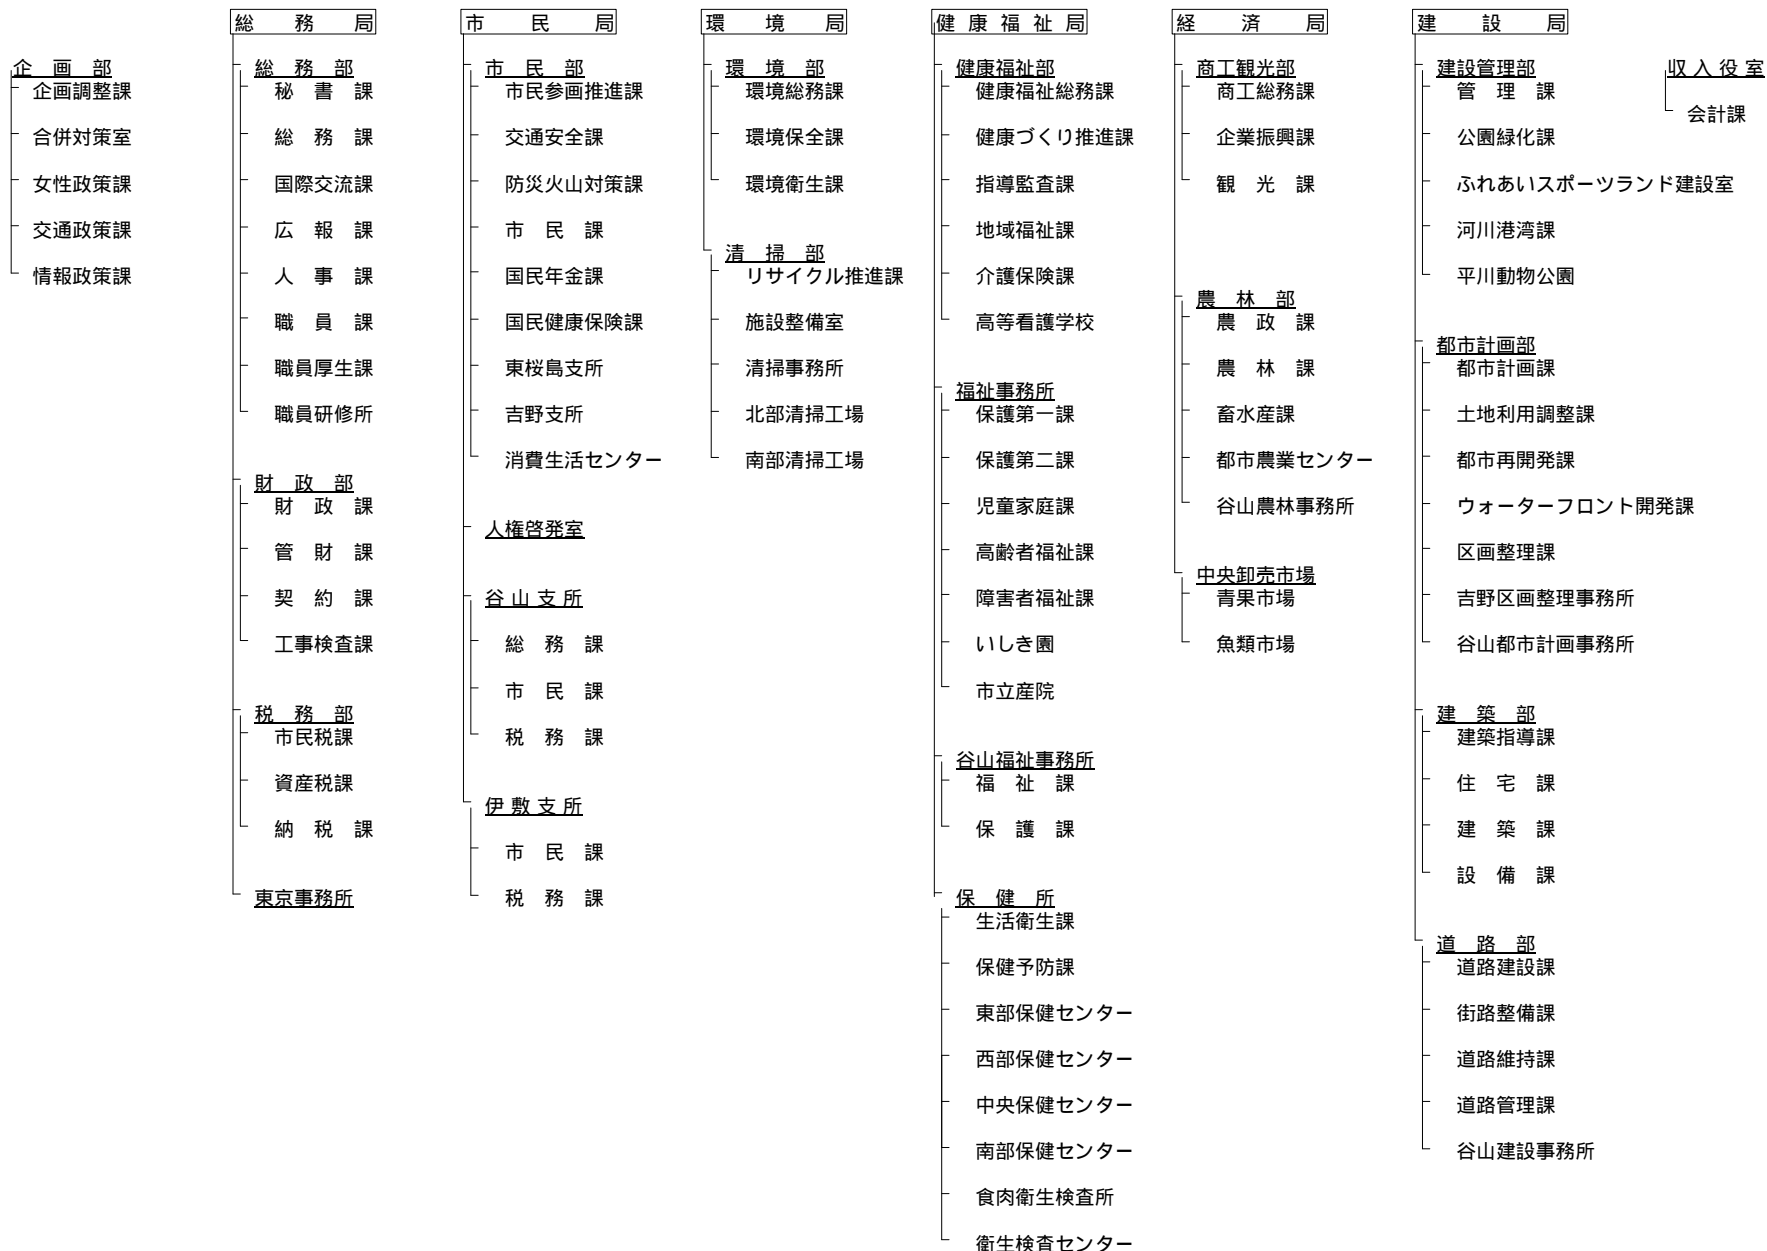 企画部
企画調整課
合併対策室
女性政策課
交通政策課
情報政策課
総務局
総務部
秘書課
総務課
国際交流課
広報課
人事課
職員課
職員厚生課
職員研修所
財政部
財政課
管財課
契約課
工事検査課
税務部
市民税課
資産税課
納税課
東京事務所
市民局
市民部
市民参画推進課
交通安全課
防災火山対策課
市民課
国民年金課
国民健康保険課
東桜島支所
吉野支所
消費生活センター
人権啓発室
谷山支所
総務課
市民課
税務課
伊敷支所
市民課
税務課
環境局
環境部
環境総務課
環境保全課
環境衛生課
清掃部
リサイクル推進課
施設整備室
清掃事務所
北部清掃工場
南部清掃工場
健康福祉局
健康福祉部
健康福祉総務課
健康づくり推進課
指導監査課
地域福祉課
介護保険課
高等看護学校
福祉事務所
保護第一課
保護第二課
児童家庭課
高齢者福祉課
障害者福祉課
いしき園
市立産院
谷山福祉事務所
福祉課
保護課
保健所
生活衛生課
保健予防課
東部保健センター
西部保健センター
中央保健センター
南部保健センター
食肉衛生検査所
衛生検査センター
経済局
商工観光部
商工総務課
企業振興課
観光課
農林部
農政課
農林課
畜水産課
都市農業センター
谷山農林事務所
中央卸売市場
青果市場
魚類市場
建設局
建設管理部
管理課
公園緑化課
ふれあいスポーツランド建設室
河川港湾課
平川動物公園
都市計画部
都市計画課
土地利用調整課
都市再開発課
ウォーターフロント開発課
区画整理課
吉野区画整理事務所
谷山都市計画事務所
建築部
建築指導課
住宅課
建築課
設備課
道路部
道路建設課
街路整備課
道路維持課
道路管理課
谷山建設事務所
収入役室
会計課